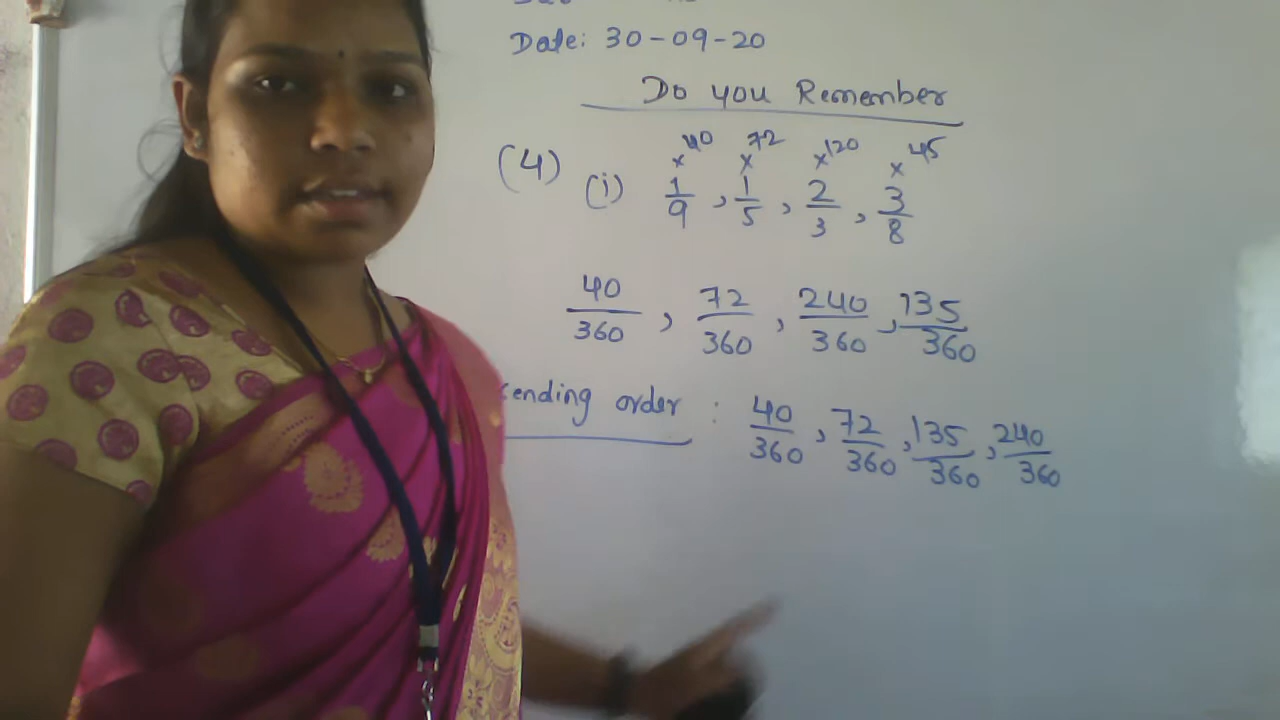 Date: 30-09-20
Do you Remember
×40 ×72 ×120 ×45
(4) (i) 1/9 , 1/5 , 2/3 , 3/8
40/360 , 72/360 , 240/360 , 135/360
cending order : 40/360 , 72/360 , 135/360 , 240/360